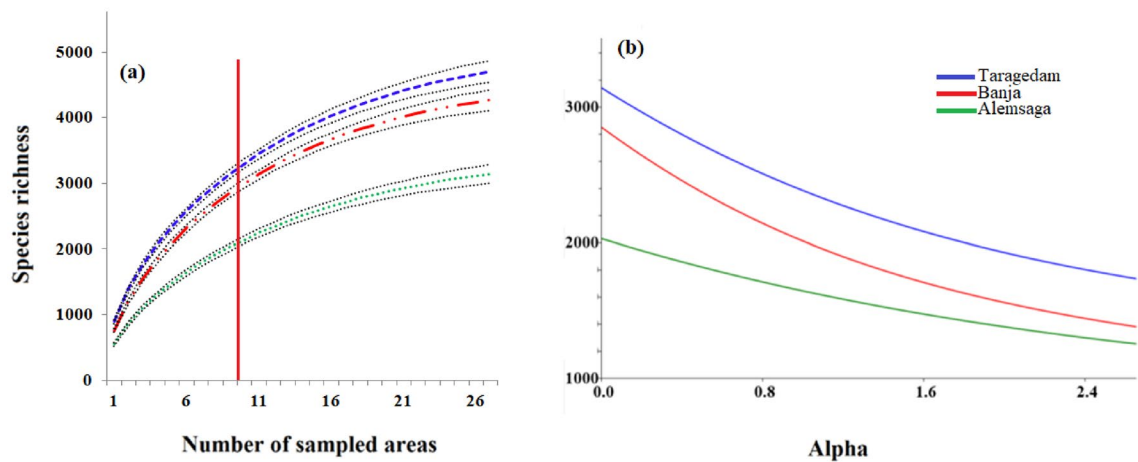 (a)
Species richness
5000
4000
3000
2000
1000
0
1 6 11 16 21 26
Number of sampled areas
(b)
Taragedam
Banja
Alemsaga
3000
2000
1000
0.0 0.8 1.6 2.4
Alpha